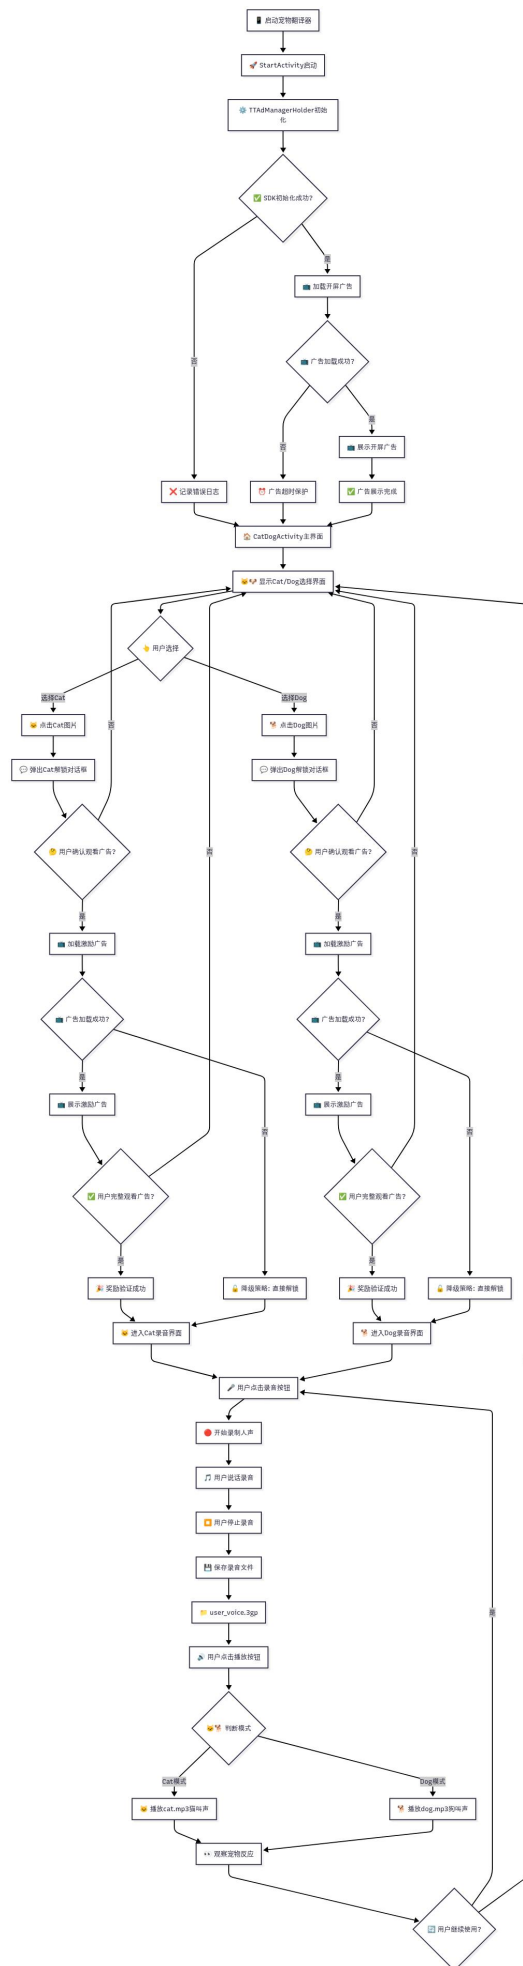 启动宠物翻译器
StartActivity启动
TTAdManagerHolder初始
化
SDK初始化成功?
是
加载开屏广告
否
广告加载成功?
是
否
展示开屏广告
记录错误日志
广告超时保护
广告展示完成
CatDogActivity主界面
显示Cat/Dog选择界面
用户选择
选择Cat
选择Dog
点击Cat图片
否
点击Dog图片
否
弹出Cat解锁对话框
弹出Dog解锁对话框
用户确认观看广告?
否
用户确认观看广告?
否
是
是
加载激励广告
加载激励广告
广告加载成功?
广告加载成功?
是
是
展示激励广告
展示激励广告
否
否
用户完整观看广告?
用户完整观看广告?
是
是
奖励验证成功
降级策略: 直接解锁
奖励验证成功
降级策略: 直接解锁
进入Cat录音界面
进入Dog录音界面
用户点击录音按钮
开始录制人声
用户说话录音
用户停止录音
保存录音文件
user_voice.3gp
是
用户点击播放按钮
判断模式
Cat模式
Dog模式
播放cat.mp3猫叫声
播放dog.mp3狗叫声
观察宠物反应
用户继续使用?